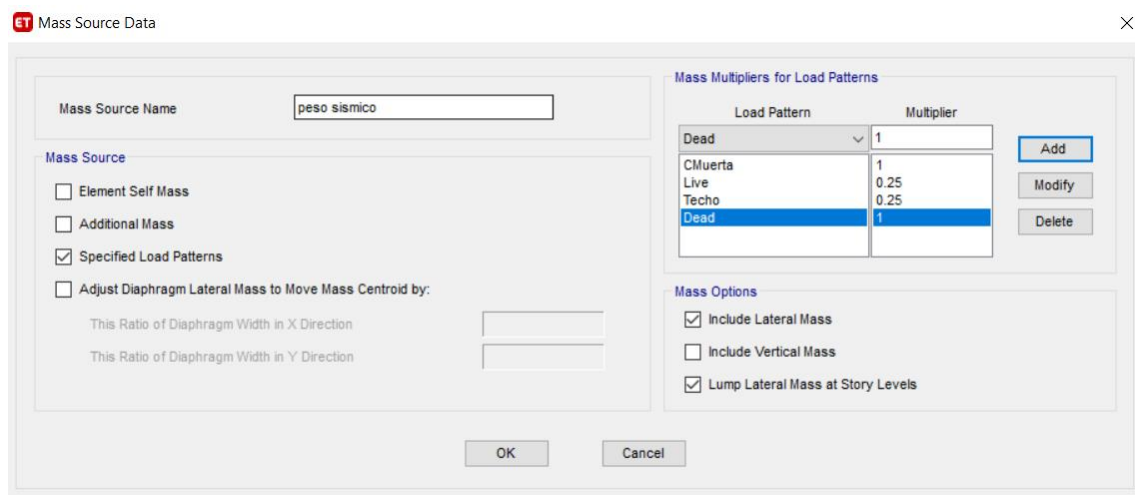 ET Mass Source Data
Mass Source Name peso sismico
Mass Source
Element Self Mass
Additional Mass
Specified Load Patterns
Adjust Diaphragm Lateral Mass to Move Mass Centroid by:
This Ratio of Diaphragm Width in X Direction
This Ratio of Diaphragm Width in Y Direction
Mass Multipliers for Load Patterns
Load Pattern Multiplier
Dead 1
CMuerta 1
Live 0.25
Techo 0.25
Dead 1
Add
Modify
Delete
Mass Options
Include Lateral Mass
Include Vertical Mass
Lump Lateral Mass at Story Levels
OK Cancel